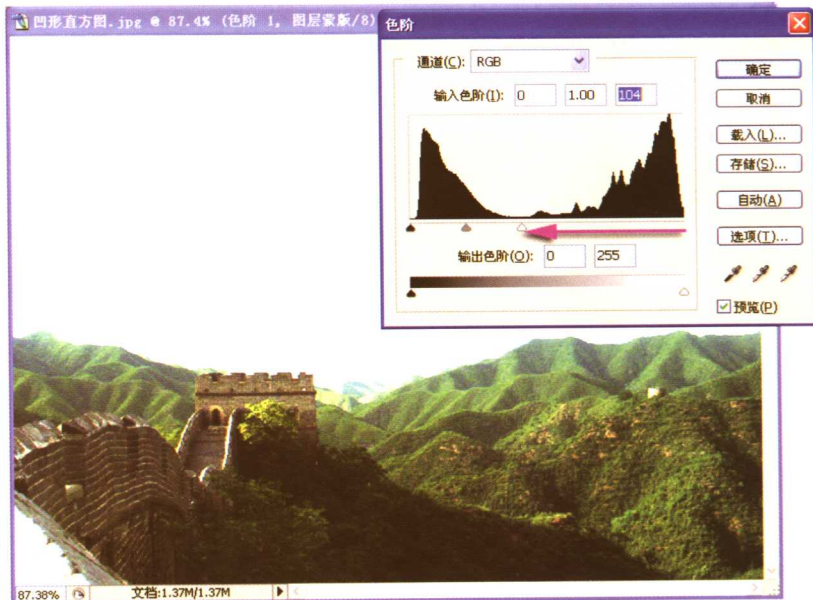 凹形直方图.jpg @ 87.4% (色阶 1, 图层蒙版/8)
色阶
通道(C): RGB
输入色阶(I): 0 1.00 104
输出色阶(O): 0 255
确定
取消
载入(L)...
存储(S)...
自动(A)
选项(T)...
预览(P)
87.38% 文档:1.37M/1.37M